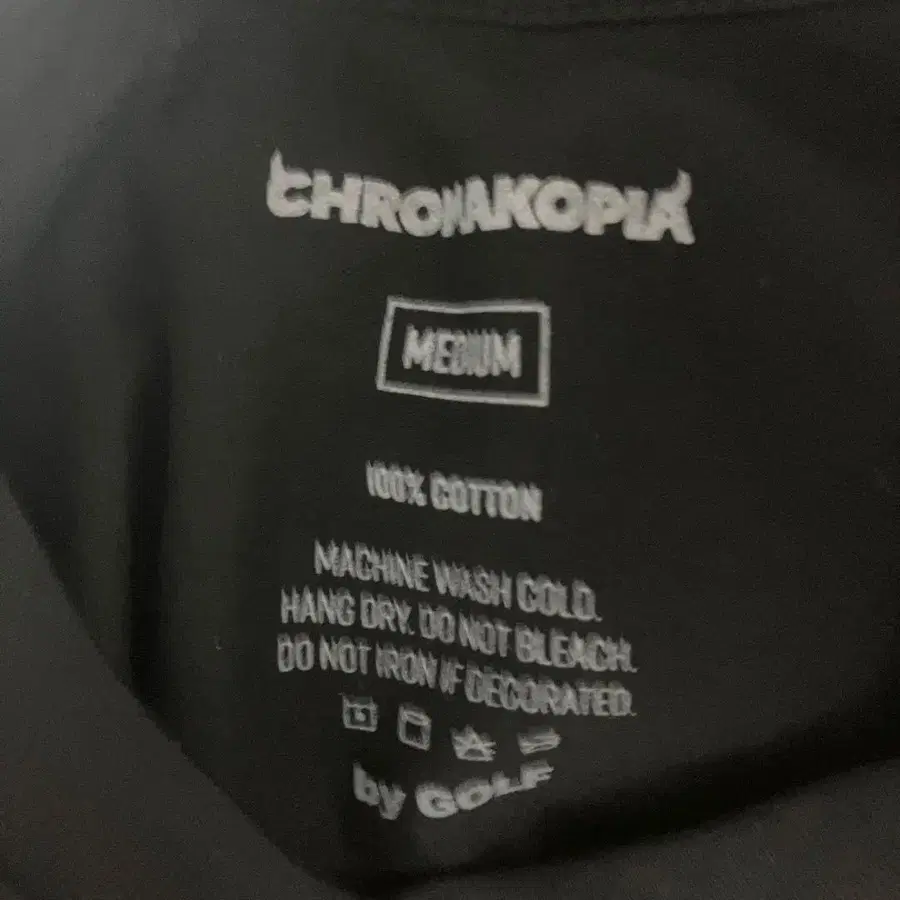 CHROMAKOPIA
MEDIUM
100% COTTON
MACHINE WASH COLD.
HANG DRY. DO NOT BLEACH.
DO NOT IRON IF DECORATED.
by GOLF